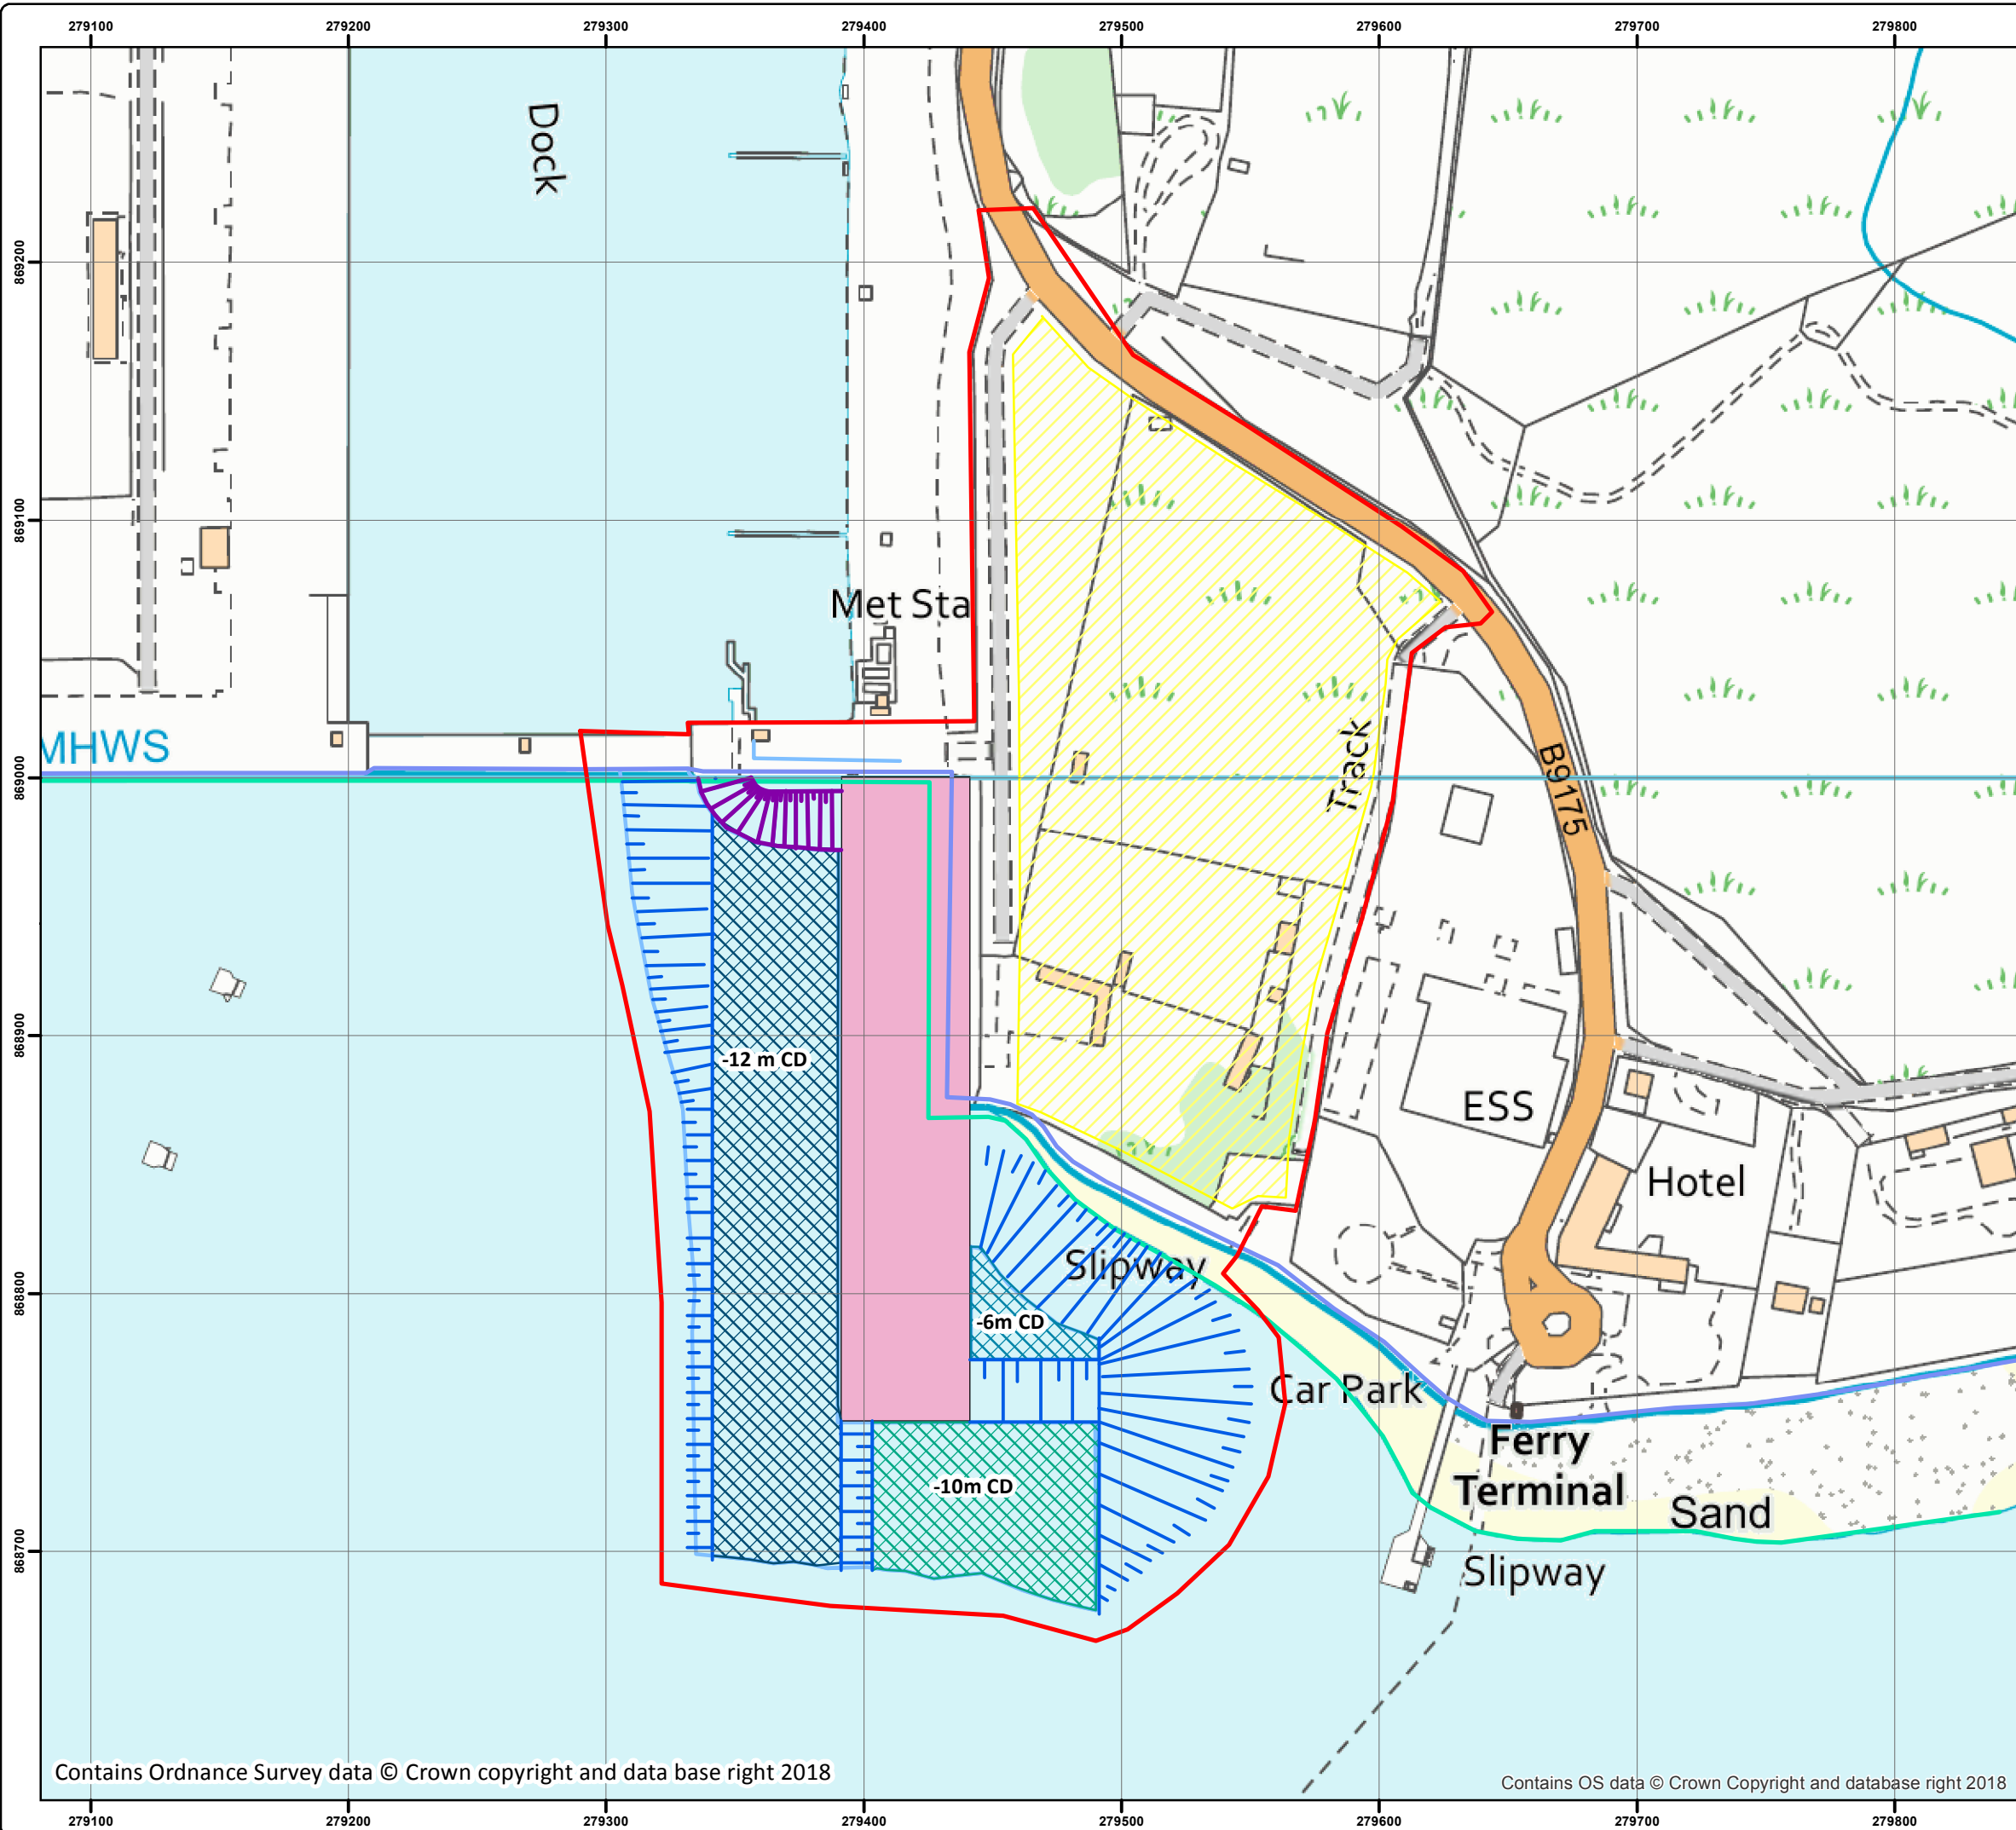 279100 279200 279300 279400 279500 279600 279700 279800
Dock
869200
869100
Met Sta
MHWS
869000
Track
B9175
868900
-12 m CD
ESS
Hotel
868800
Slipway
-6m CD
Car Park
Ferry
Terminal
-10m CD
Sand
868700
Slipway
Contains Ordnance Survey data © Crown copyright and data base right 2018
Contains OS data © Crown Copyright and database right 2018
279100 279200 279300 279400 279500 279600 279700 279800